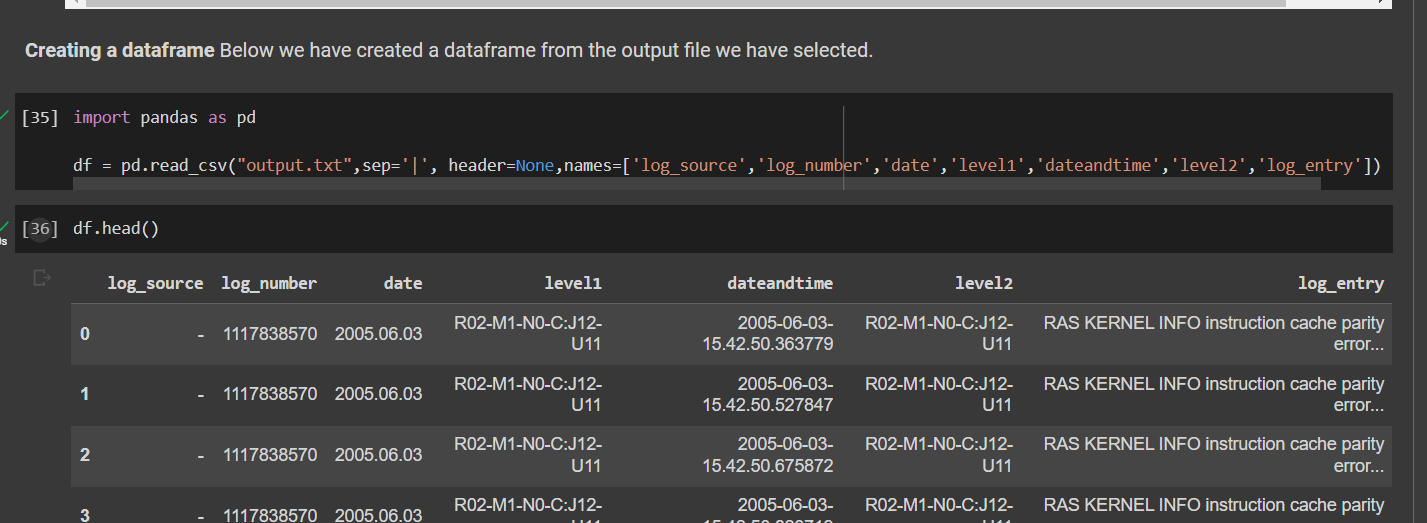 Creating a dataframe Below we have created a dataframe from the output file we have selected.
[35] import pandas as pd
df = pd.read_csv("output.txt",sep='|', header=None,names=['log_source','log_number','date','level1','dateandtime','level2','log_entry'])
[36] df.head()
log_source log_number date level1 dateandtime level2 log_entry
0 - 1117838570 2005.06.03 R02-M1-N0-C:J12- 2005-06-03- R02-M1-N0-C:J12- RAS KERNEL INFO instruction cache parity
U11 15.42.50.363779 U11 error...
1 - 1117838570 2005.06.03 R02-M1-N0-C:J12- 2005-06-03- R02-M1-N0-C:J12- RAS KERNEL INFO instruction cache parity
U11 15.42.50.527847 U11 error...
2 - 1117838570 2005.06.03 R02-M1-N0-C:J12- 2005-06-03- R02-M1-N0-C:J12- RAS KERNEL INFO instruction cache parity
U11 15.42.50.675872 U11 error...
3 - 1117838570 2005.06.03 R02-M1-N0-C:J12- 2005-06-03- R02-M1-N0-C:J12- RAS KERNEL INFO instruction cache parity